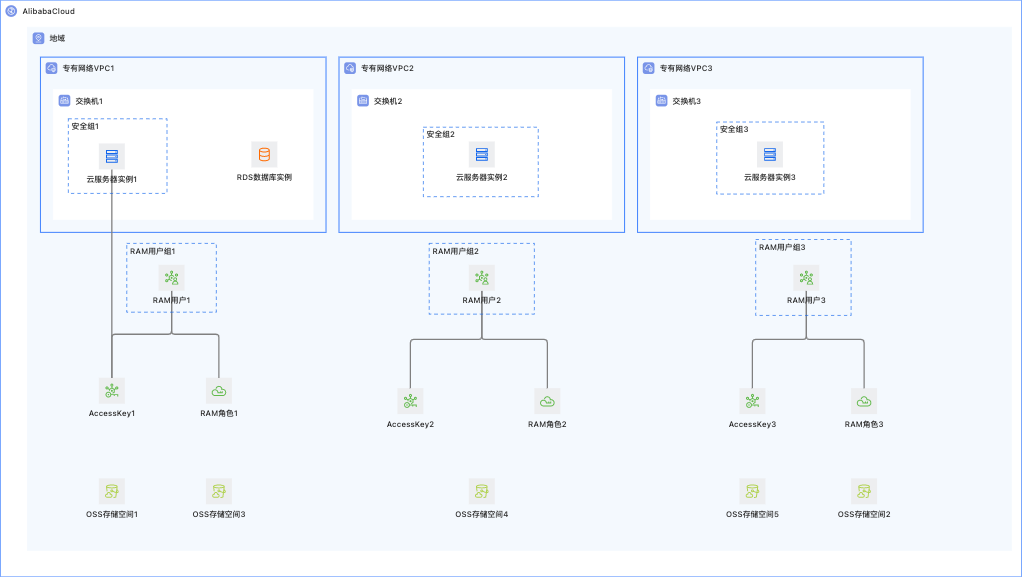 AlibabaCloud
地域
专有网络VPC1
专有网络VPC2
专有网络VPC3
交换机1
交换机2
交换机3
安全组1
安全组2
安全组3
云服务器实例1
RDS数据库实例
云服务器实例2
云服务器实例3
RAM用户组1
RAM用户组2
RAM用户组3
RAM用户1
RAM用户2
RAM用户3
AccessKey1
RAM角色1
AccessKey2
RAM角色2
AccessKey3
RAM角色3
OSS存储空间1
OSS存储空间3
OSS存储空间4
OSS存储空间5
OSS存储空间2